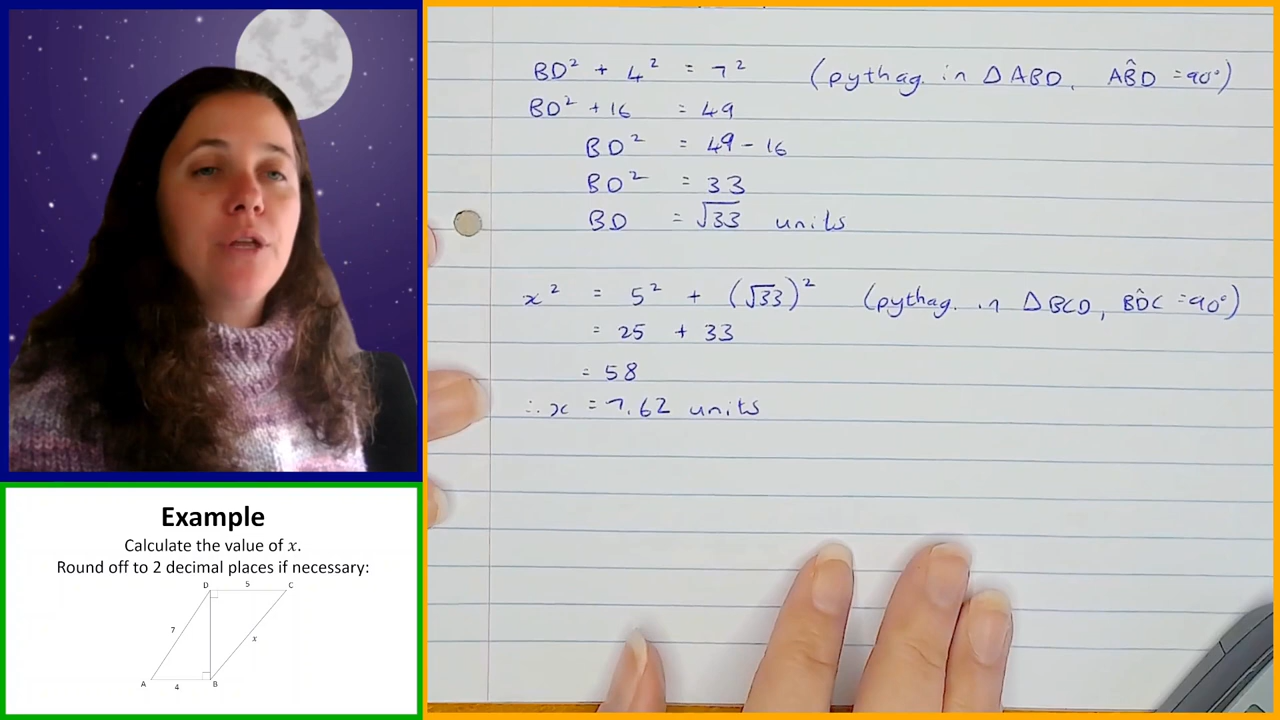 BD² + 4² = 7² (pythag. in △ABD, AB̂D = 90°)
BD² + 16 = 49
BD² = 49 - 16
BD² = 33
BD = √33 units
x² = 5² + (√33)² (pythag. in △BCD, BD̂C = 90°)
= 25 + 33
= 58
∴ x = 7.62 units
Example
Calculate the value of x.
Round off to 2 decimal places if necessary:
D 5 C
7 x
A 4 B